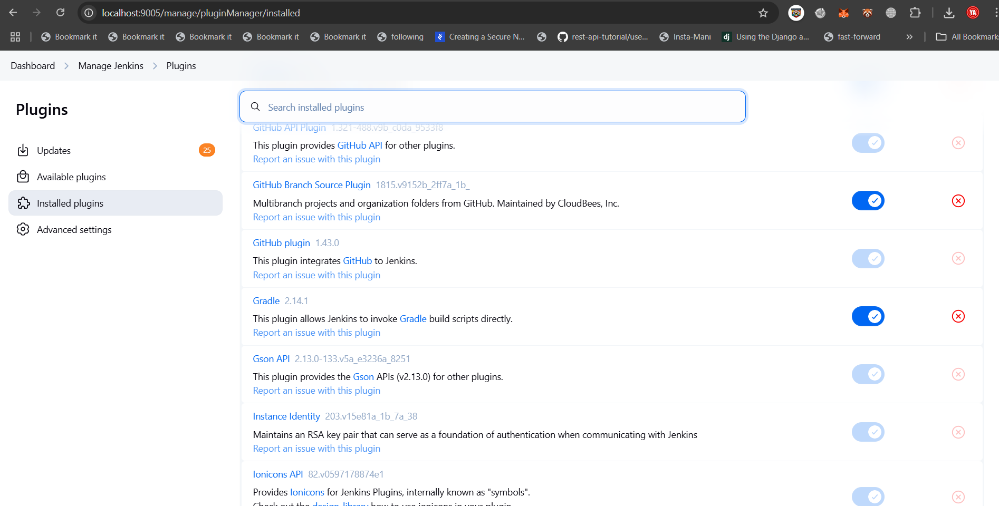 localhost:9005/manage/pluginManager/installed
YA
Bookmark it Bookmark it Bookmark it Bookmark it Bookmark it following Creating a Secure N... rest-api-tutorial/use... Insta-Mani dj Using the Django a... fast-forward » All Bookmarks
Dashboard > Manage Jenkins > Plugins
Plugins
Updates 25
Available plugins
Installed plugins
Advanced settings
Search installed plugins
GitHub API Plugin 1.321-488.v9b_c0da_9533f8
This plugin provides GitHub API for other plugins.
Report an issue with this plugin
GitHub Branch Source Plugin 1815.v9152b_2ff7a_1b_
Multibranch projects and organization folders from GitHub. Maintained by CloudBees, Inc.
Report an issue with this plugin
GitHub plugin 1.43.0
This plugin integrates GitHub to Jenkins.
Report an issue with this plugin
Gradle 2.14.1
This plugin allows Jenkins to invoke Gradle build scripts directly.
Report an issue with this plugin
Gson API 2.13.0-133.v5a_e3236a_8251
This plugin provides the Gson APIs (v2.13.0) for other plugins.
Report an issue with this plugin
Instance Identity 203.v15e81a_1b_7a_38
Maintains an RSA key pair that can serve as a foundation of authentication when communicating with Jenkins
Report an issue with this plugin
Ionicons API 82.v0597178874e1
Provides Ionicons for Jenkins Plugins, internally known as "symbols".
Check out the design-library how to use ionicons in your plugin